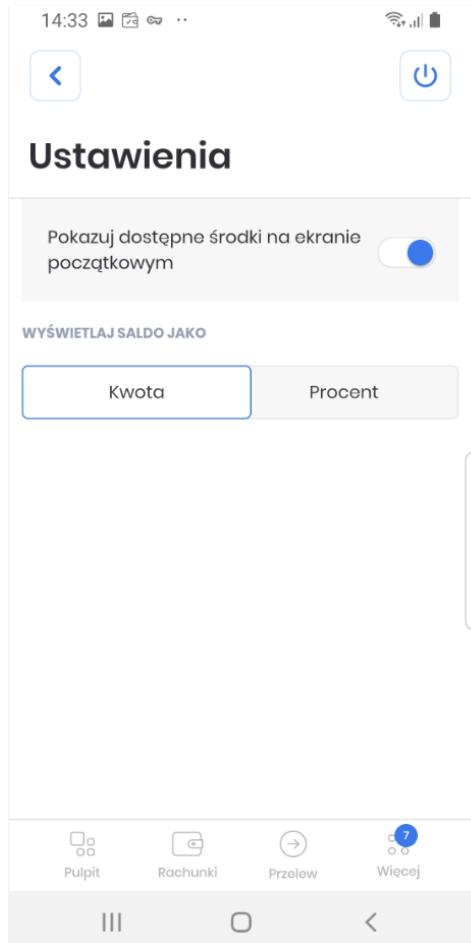 14:33
Ustawienia
Pokazuj dostępne środki na ekranie
początkowym
WYŚWIETLAJ SALDO JAKO
Kwota Procent
7
Pulpit Rachunki Przelew Więcej